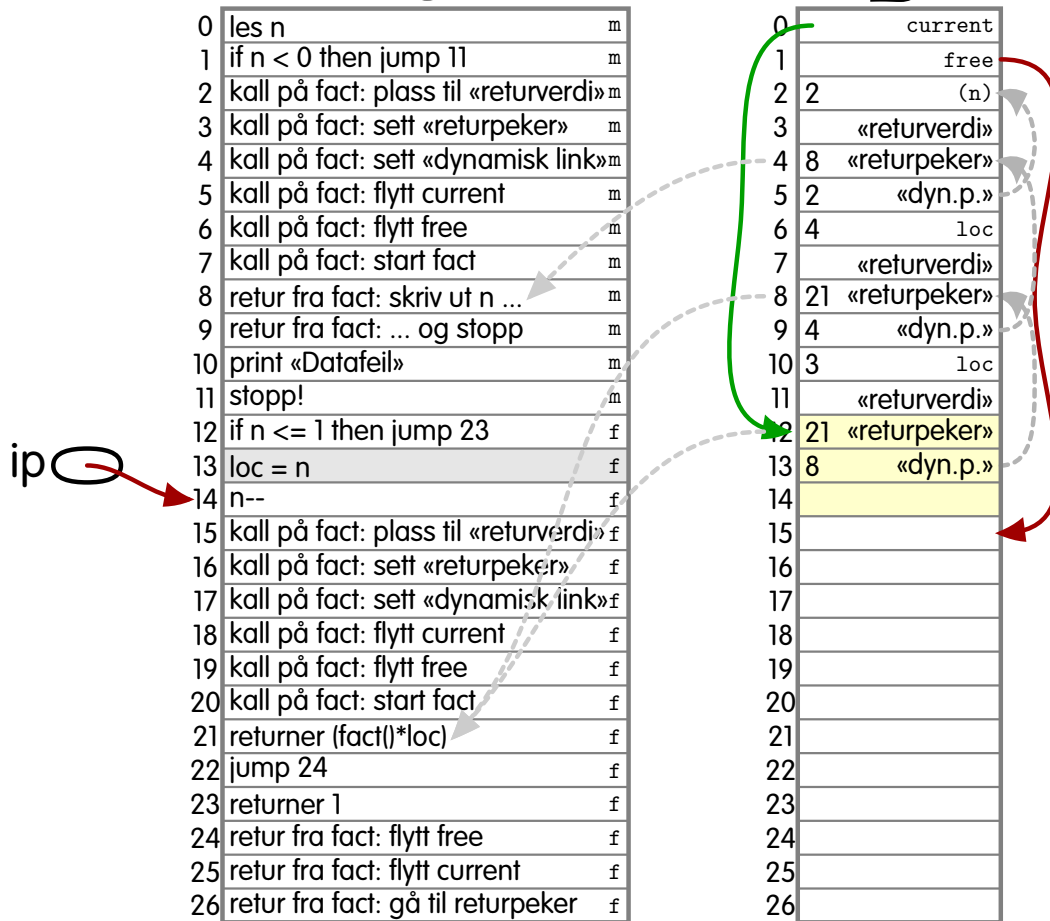 0 les n m
1 if n < 0 then jump 11 m
2 kall på fact: plass til «returverdi» m
3 kall på fact: sett «returpeker» m
4 kall på fact: sett «dynamisk link» m
5 kall på fact: flytt current m
6 kall på fact: flytt free m
7 kall på fact: start fact m
8 retur fra fact: skriv ut n ... m
9 retur fra fact: ... og stopp m
10 print «Datafeil» m
11 stopp! m
12 if n <= 1 then jump 23 f
ip
13 loc = n f
14 n-- f
15 kall på fact: plass til «returverdi» f
16 kall på fact: sett «returpeker» f
17 kall på fact: sett «dynamisk link» f
18 kall på fact: flytt current f
19 kall på fact: flytt free f
20 kall på fact: start fact f
21 returner (fact()*loc) f
22 jump 24 f
23 returner 1 f
24 retur fra fact: flytt free f
25 retur fra fact: flytt current f
26 retur fra fact: gå til returpeker f
0 current
1 free
2 2 (n)
3 «returverdi»
4 8 «returpeker»
5 2 «dyn.p.»
6 4 loc
7 «returverdi»
8 21 «returpeker»
9 4 «dyn.p.»
10 3 loc
11 «returverdi»
12 21 «returpeker»
13 8 «dyn.p.»
14
15
16
17
18
19
20
21
22
23
24
25
26